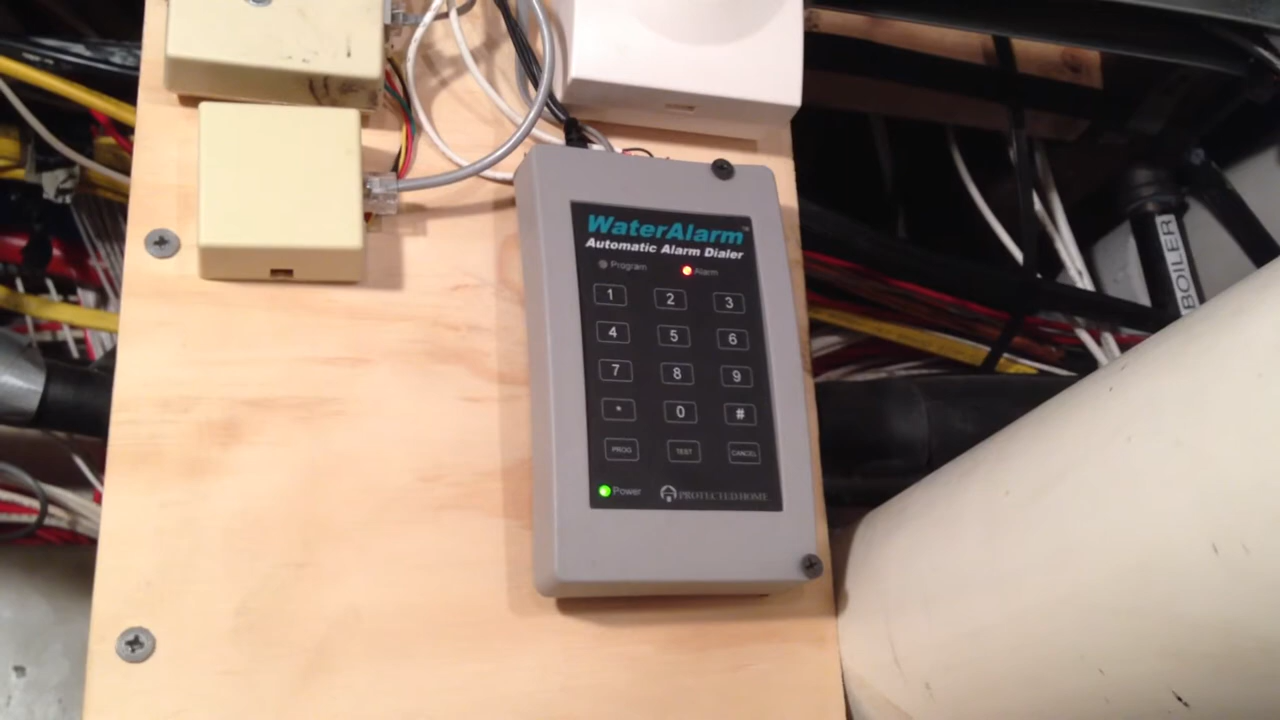 WaterAlarm™
Automatic Alarm Dialer
Program Alarm
1 2 3
4 5 6
7 8 9
* 0 #
PROG TEST CANCEL
Power PROTECTED HOME
BOILER